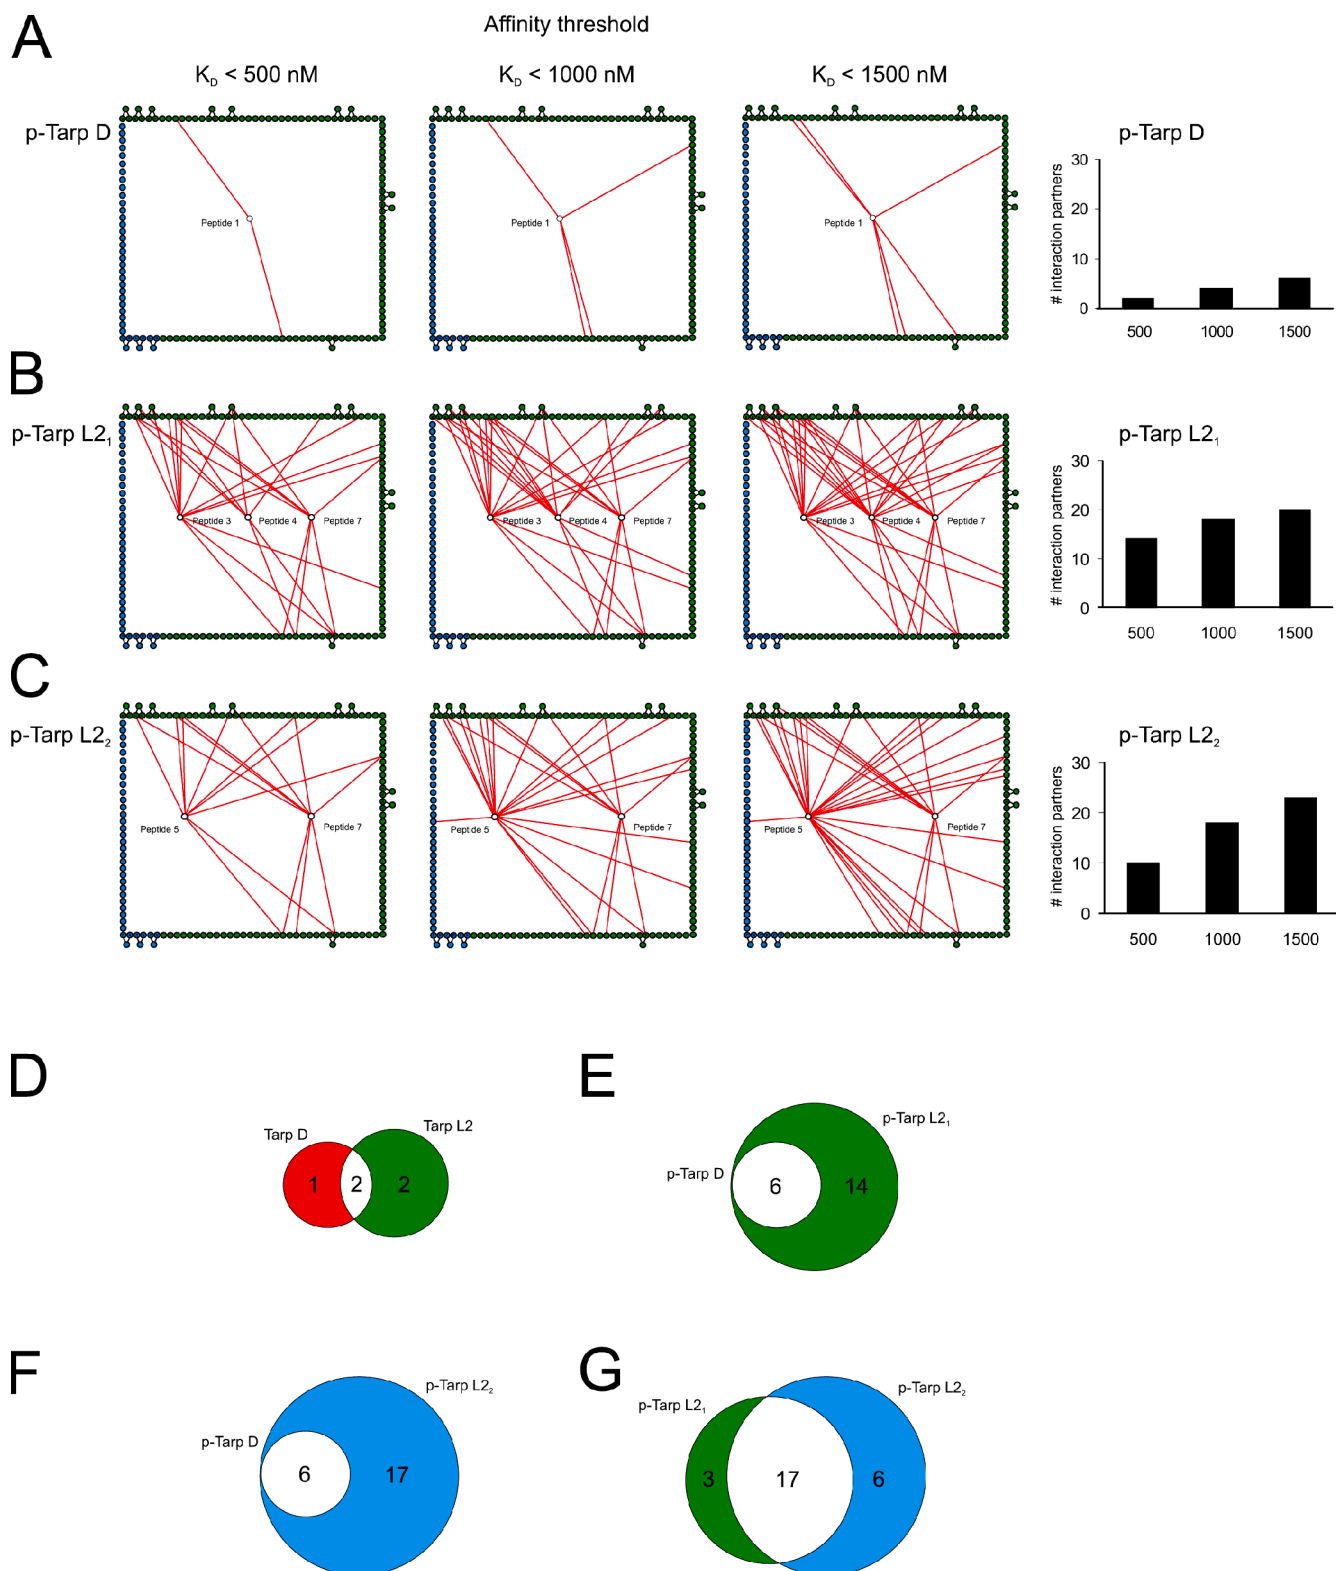 A
Affinity threshold
K_D < 500 nM
K_D < 1000 nM
K_D < 1500 nM
p-Tarp D
Peptide 1
Peptide 1
Peptide 1
p-Tarp D
# interaction partners
30
20
10
0
500 1000 1500
B
p-Tarp L2₁
Peptide 3 Peptide 4 Peptide 7
Peptide 3 Peptide 4 Peptide 7
Peptide 3 Peptide 4 Peptide 7
p-Tarp L2₁
# interaction partners
30
20
10
0
500 1000 1500
C
p-Tarp L2₂
Peptide 5 Peptide 7
Peptide 5 Peptide 7
Peptide 5 Peptide 7
p-Tarp L2₂
# interaction partners
30
20
10
0
500 1000 1500
D
Tarp D
Tarp L2
1 2 2
E
p-Tarp L2₁
p-Tarp D
6 14
F
p-Tarp L2₂
p-Tarp D
6 17
G
p-Tarp L2₁
p-Tarp L2₂
3 17 6